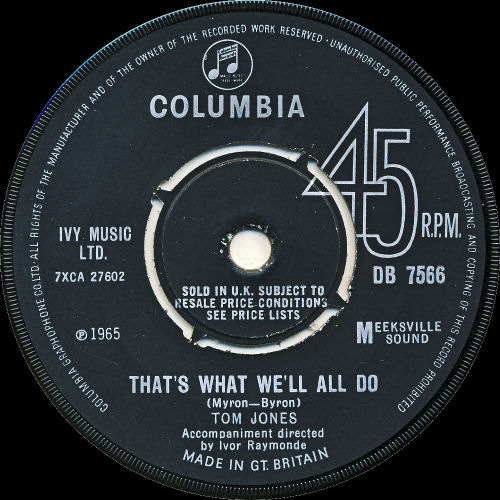 ALL RIGHTS OF THE MANUFACTURER AND OF THE OWNER OF THE RECORDED WORK RESERVED · UNAUTHORISED PUBLIC PERFORMANCE BROADCASTING AND COPYING OF THIS RECORD PROHIBITED
COLUMBIA GRAPHOPHONE CO. LTD.
COLUMBIA
45
R.P.M.
IVY MUSIC
LTD.
7XCA 27602
DB 7566
SOLD IN U.K. SUBJECT TO
RESALE PRICE CONDITIONS
SEE PRICE LISTS
℗ 1965
MEEKSVILLE
SOUND
THAT'S WHAT WE'LL ALL DO
(Myron—Byron)
TOM JONES
Accompaniment directed
by Ivor Raymonde
MADE IN GT. BRITAIN